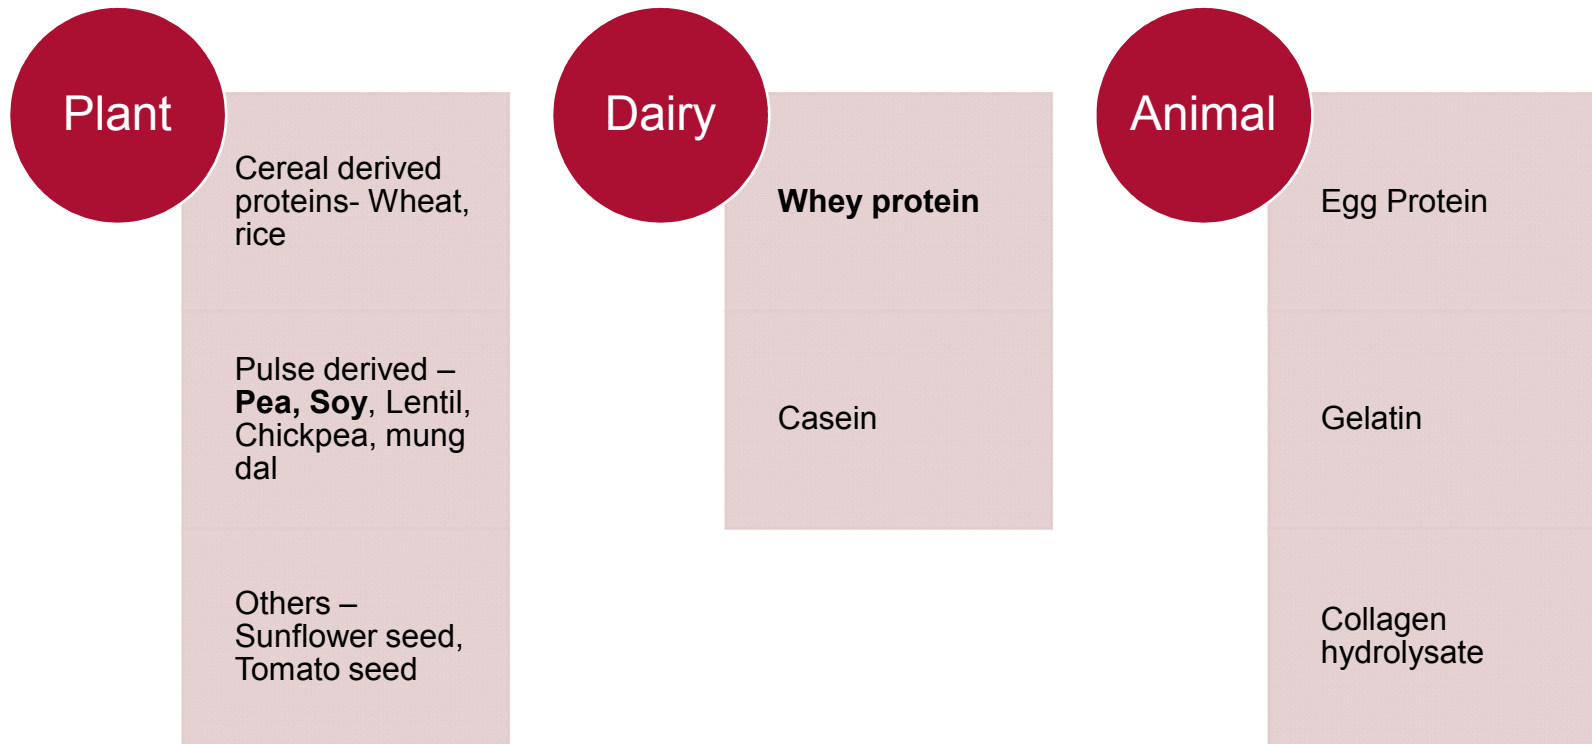 Plant
Cereal derived
proteins- Wheat,
rice
Pulse derived –
Pea, Soy, Lentil,
Chickpea, mung
dal
Others –
Sunflower seed,
Tomato seed
Dairy
Whey protein
Casein
Animal
Egg Protein
Gelatin
Collagen
hydrolysate